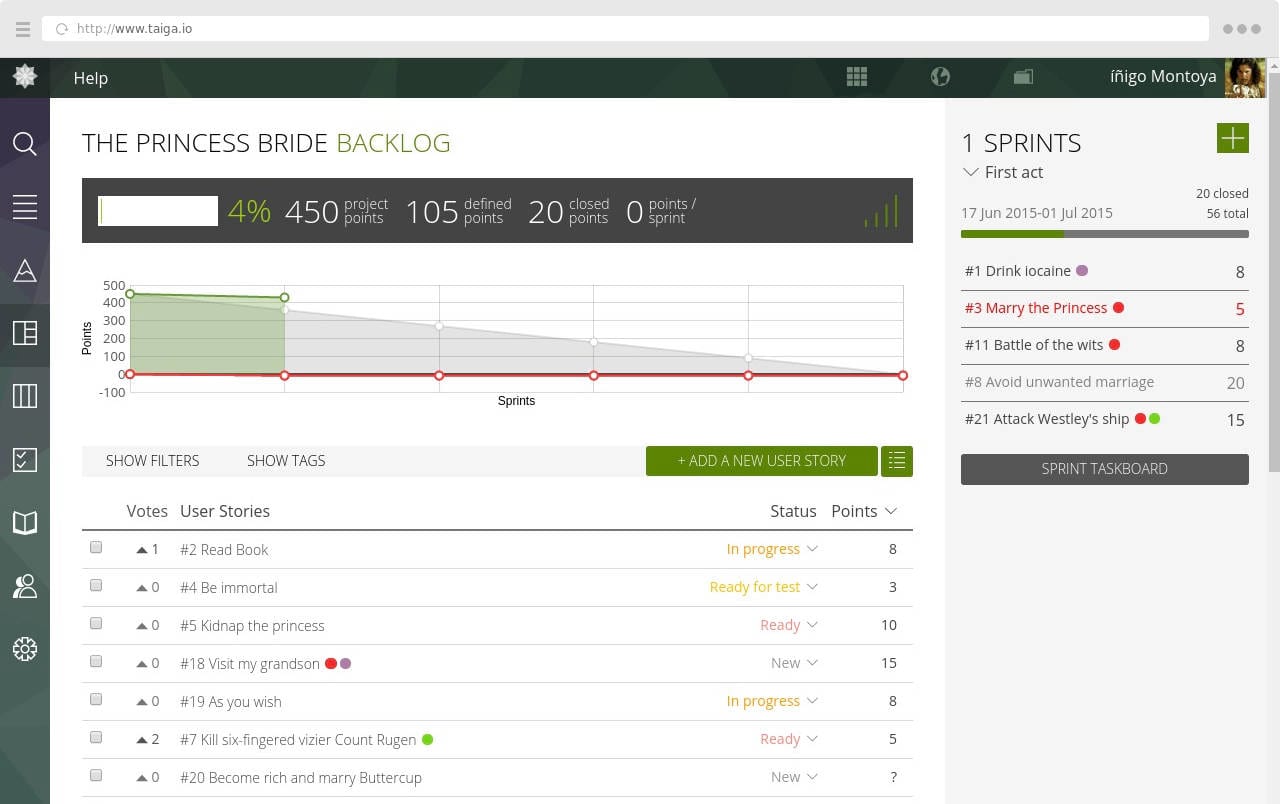 http://www.taiga.io
Help
íñigo Montoya
THE PRINCESS BRIDE BACKLOG
4% 450 project points 105 defined points 20 closed points 0 points / sprint
500
400
300
200
100
0
-100
Points
Sprints
SHOW FILTERS SHOW TAGS + ADD A NEW USER STORY
Votes User Stories Status Points
1 #2 Read Book In progress 8
0 #4 Be immortal Ready for test 3
0 #5 Kidnap the princess Ready 10
0 #18 Visit my grandson New 15
0 #19 As you wish In progress 8
2 #7 Kill six-fingered vizier Count Rugen Ready 5
0 #20 Become rich and marry Buttercup New ?
1 SPRINTS
First act
20 closed
17 Jun 2015-01 Jul 2015 56 total
#1 Drink iocaine 8
#3 Marry the Princess 5
#11 Battle of the wits 8
#8 Avoid unwanted marriage 20
#21 Attack Westley's ship 15
SPRINT TASKBOARD